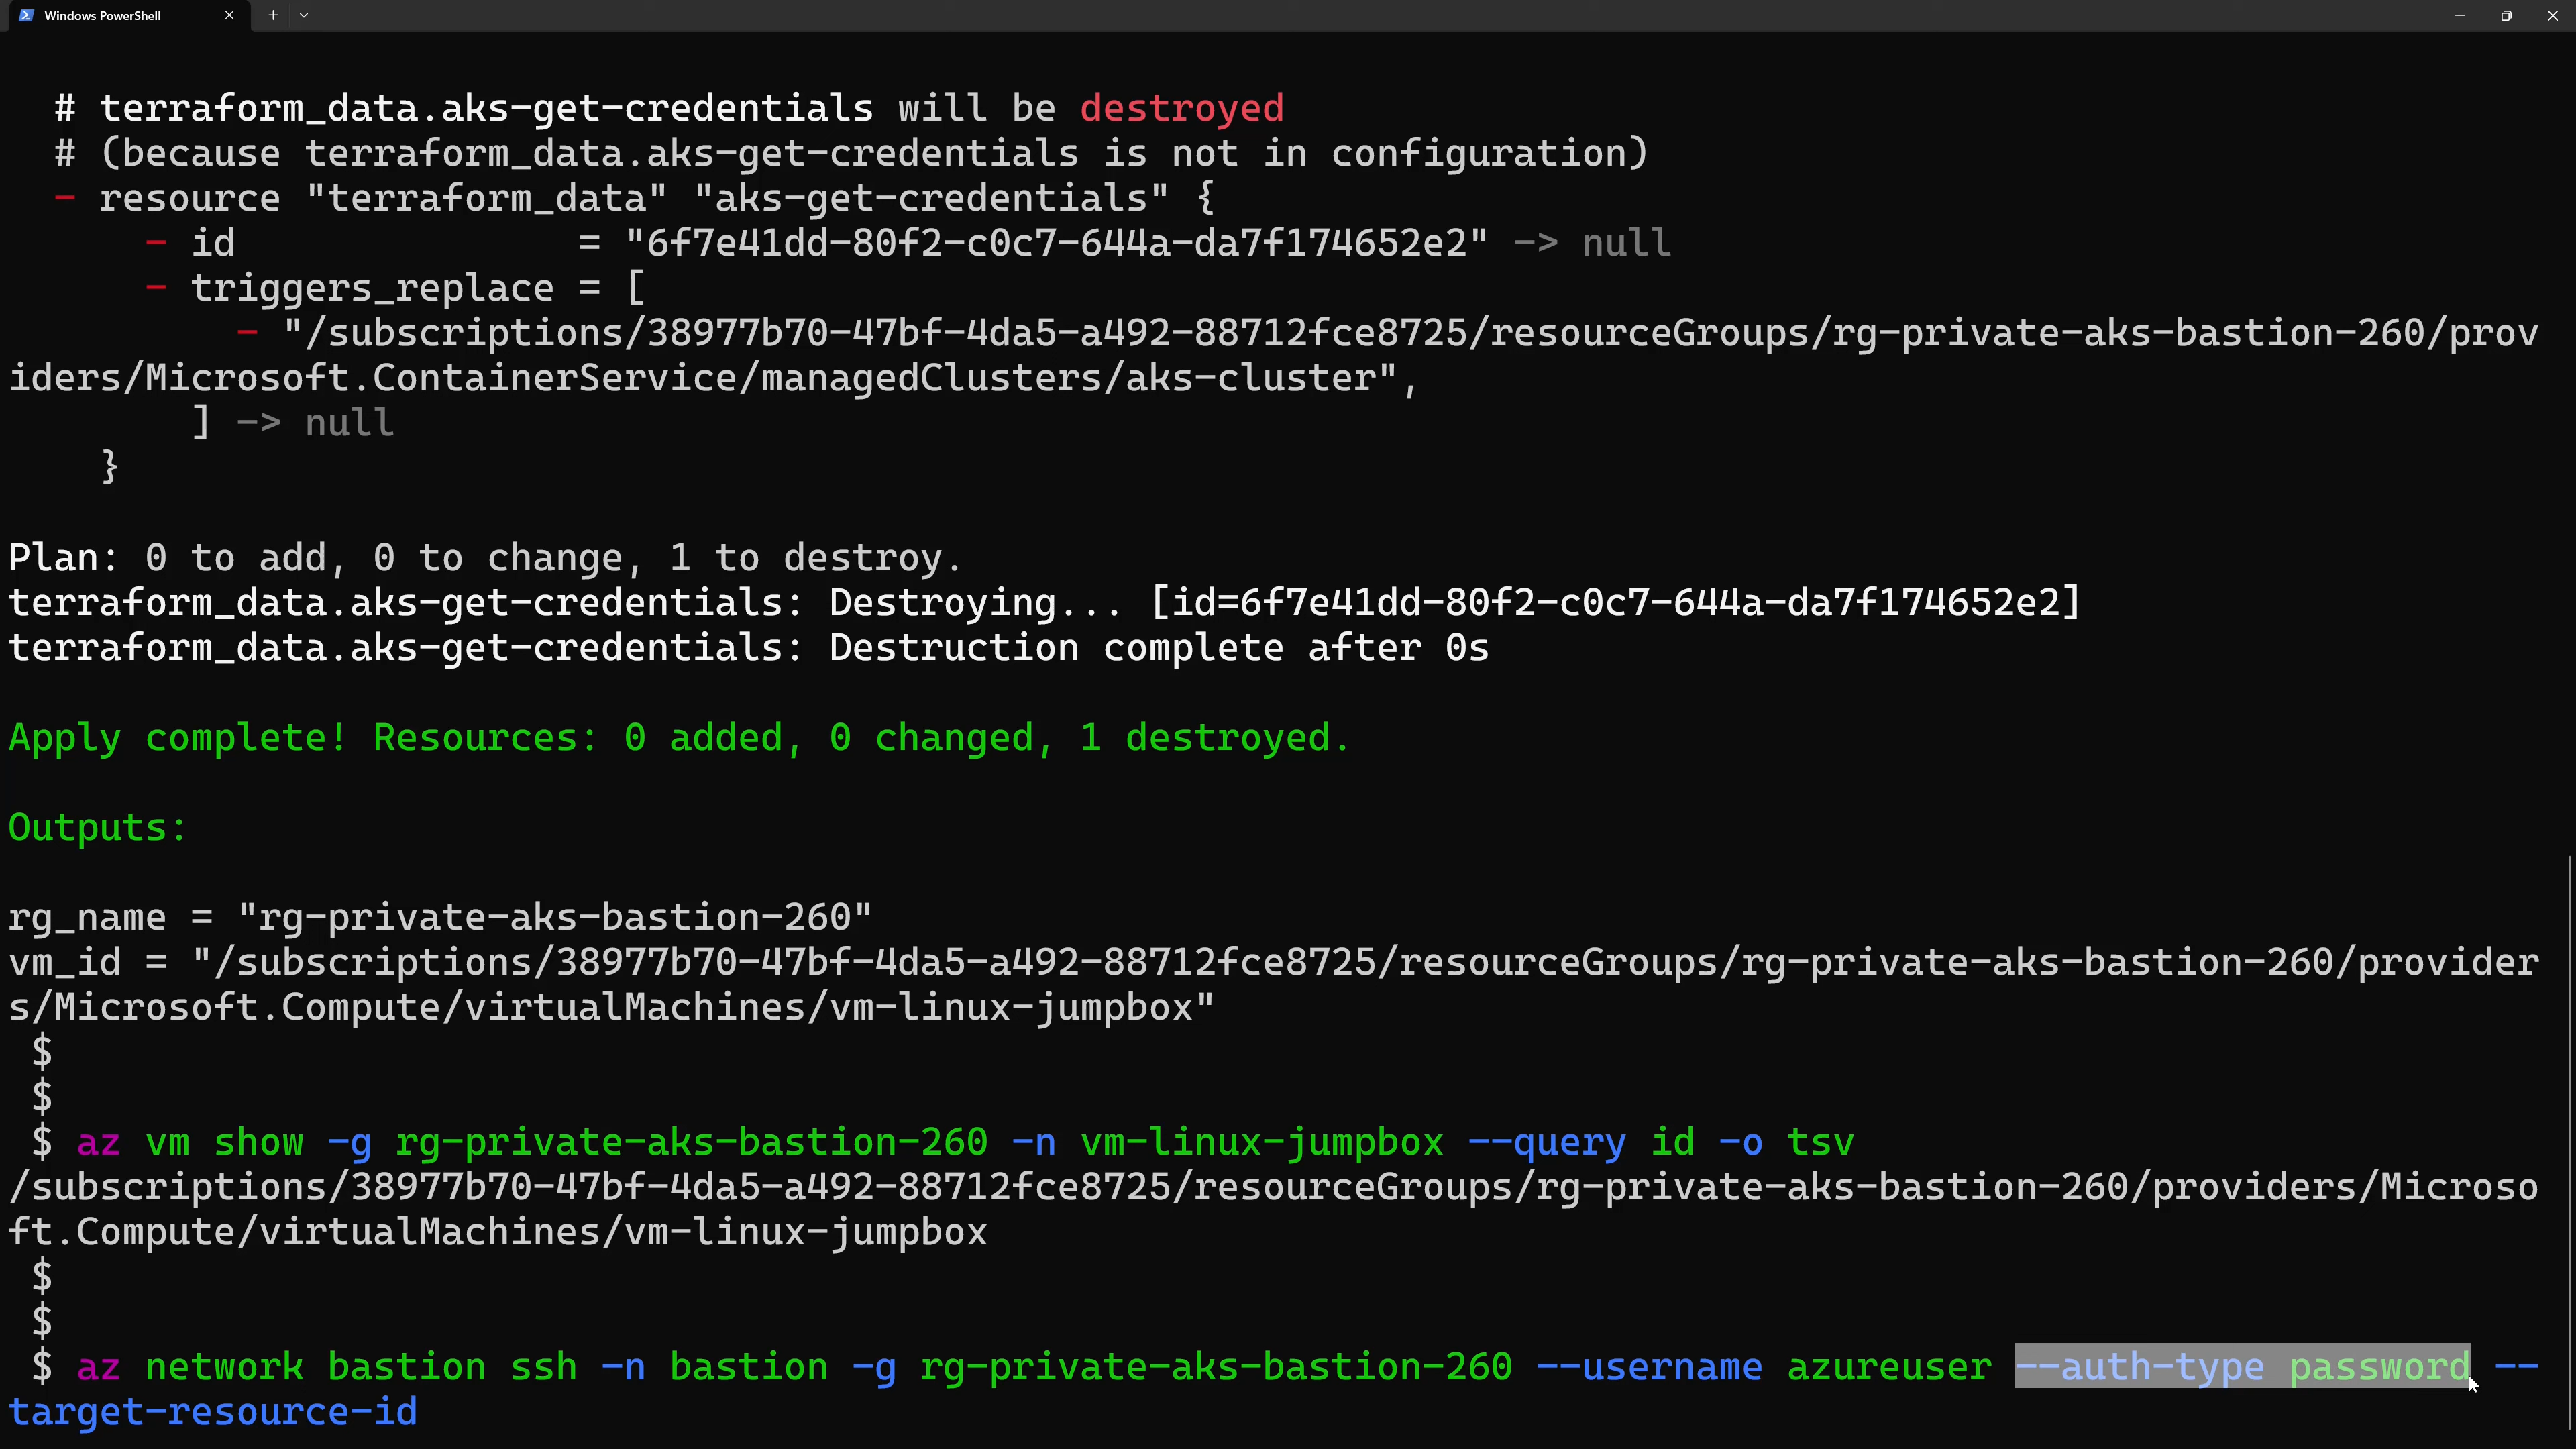 Windows PowerShell
# terraform_data.aks-get-credentials will be destroyed
# (because terraform_data.aks-get-credentials is not in configuration)
- resource "terraform_data" "aks-get-credentials" {
- id = "6f7e41dd-80f2-c0c7-644a-da7f174652e2" -> null
- triggers_replace = [
- "/subscriptions/38977b70-47bf-4da5-a492-88712fce8725/resourceGroups/rg-private-aks-bastion-260/prov
iders/Microsoft.ContainerService/managedClusters/aks-cluster",
] -> null
}
Plan: 0 to add, 0 to change, 1 to destroy.
terraform_data.aks-get-credentials: Destroying... [id=6f7e41dd-80f2-c0c7-644a-da7f174652e2]
terraform_data.aks-get-credentials: Destruction complete after 0s
Apply complete! Resources: 0 added, 0 changed, 1 destroyed.
Outputs:
rg_name = "rg-private-aks-bastion-260"
vm_id = "/subscriptions/38977b70-47bf-4da5-a492-88712fce8725/resourceGroups/rg-private-aks-bastion-260/provider
s/Microsoft.Compute/virtualMachines/vm-linux-jumpbox"
$
$
$ az vm show -g rg-private-aks-bastion-260 -n vm-linux-jumpbox --query id -o tsv
/subscriptions/38977b70-47bf-4da5-a492-88712fce8725/resourceGroups/rg-private-aks-bastion-260/providers/Microso
ft.Compute/virtualMachines/vm-linux-jumpbox
$
$
$ az network bastion ssh -n bastion -g rg-private-aks-bastion-260 --username azureuser --auth-type password --
target-resource-id